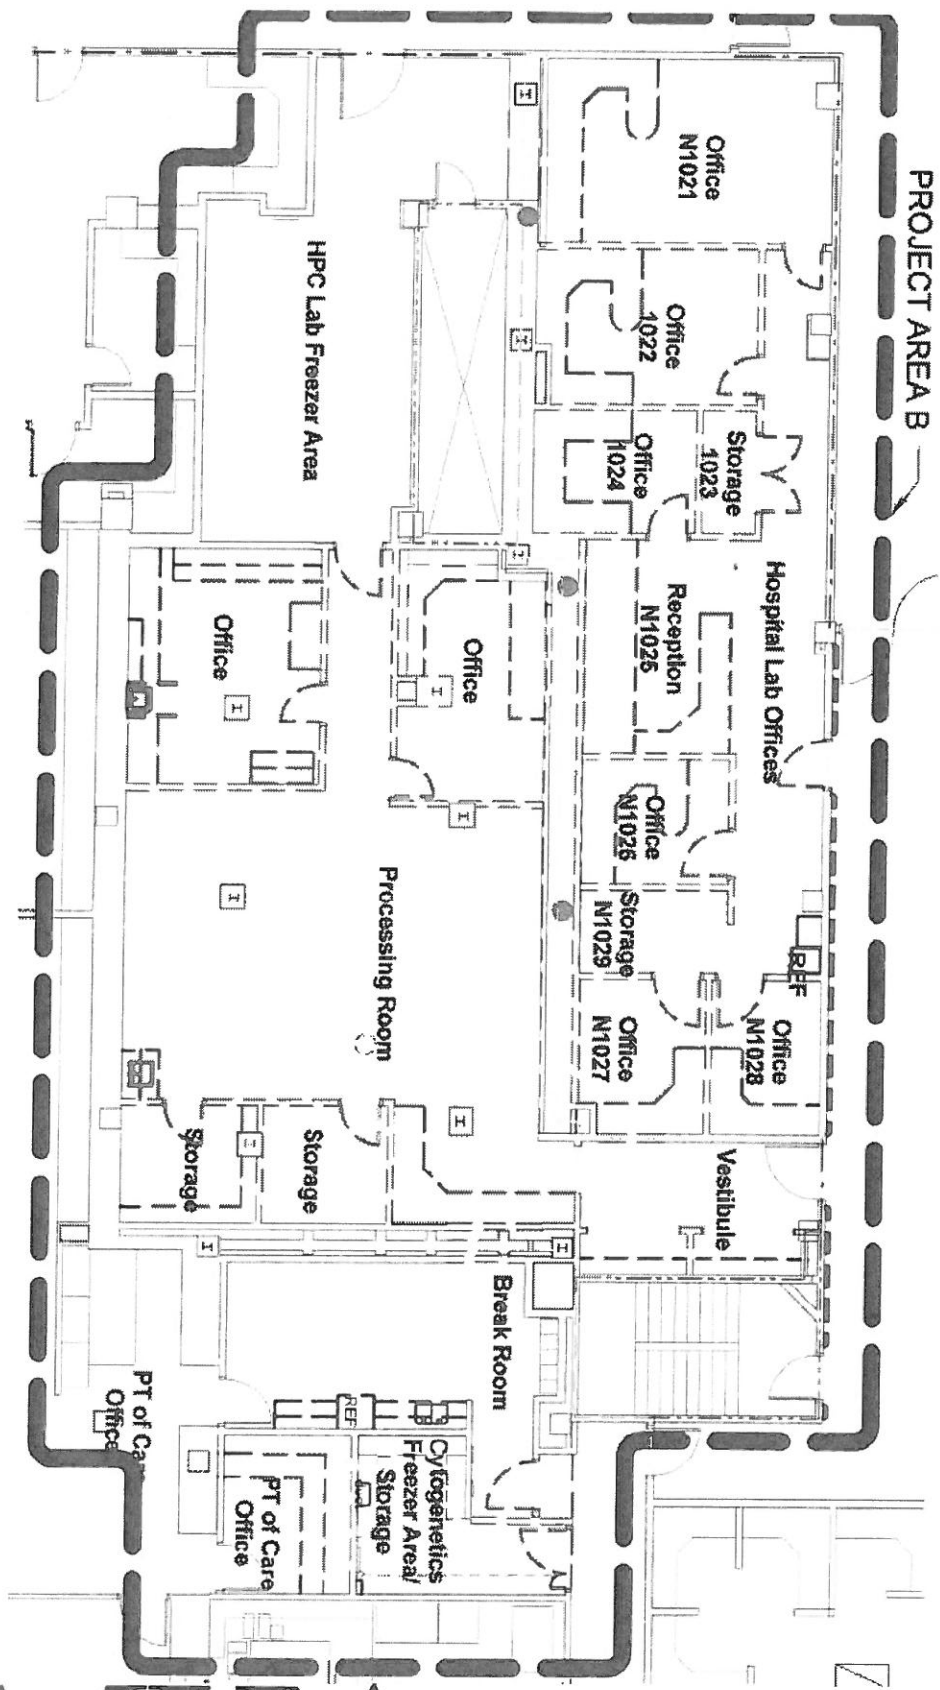 PROJECT AREA B
Office
N1021
Office
1022
Storage
1023
Office
1024
Hospital Lab Offices
Reception
N1025
Office
N1026
Storage
N1029
REF
Office
N1028
Office
N1027
Vestibule
HPC Lab Freezer Area
Office
Office
Processing Room
Storage
Storage
Break Room
REF
Cytogenetics
Freezer Area/
Storage
PT of Care
Office
PT of Car
Office